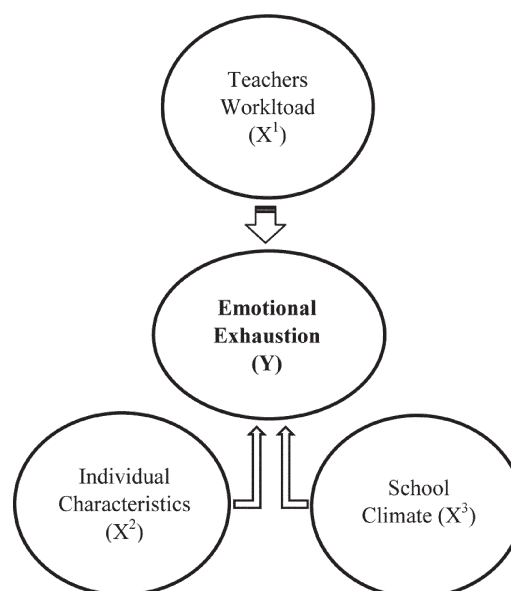 Teachers
Workltoad
(X¹)
Emotional
Exhaustion
(Y)
Individual
Characteristics
(X²)
School
Climate (X³)